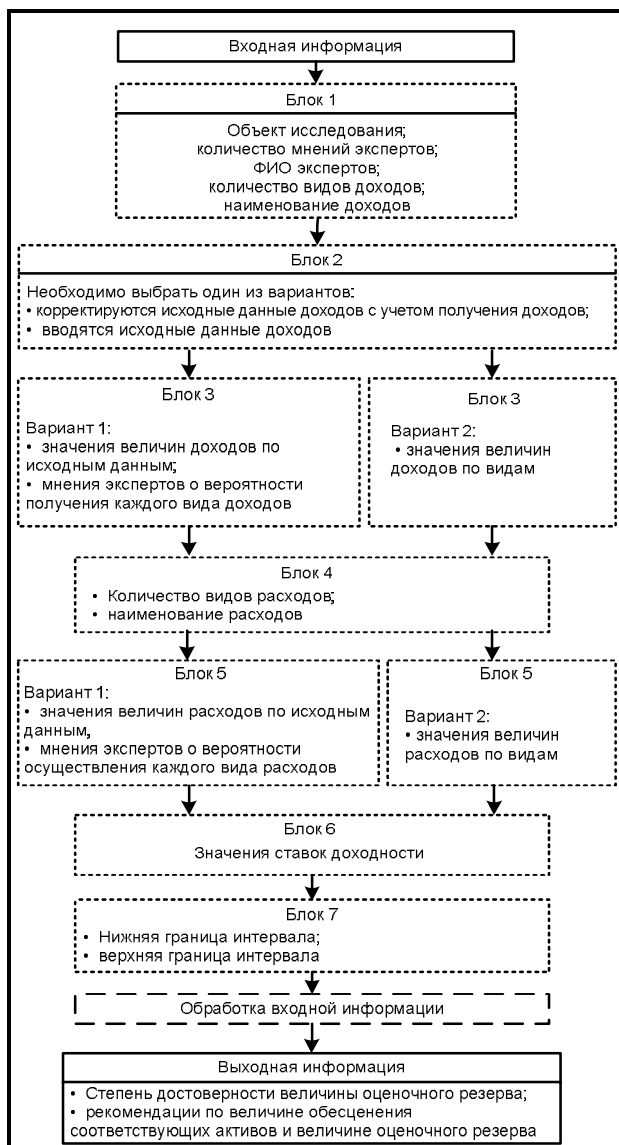 Входная информация
Блок 1
Объект исследования;
количество мнений экспертов;
ФИО экспертов;
количество видов доходов;
наименование доходов
Блок 2
Необходимо выбрать один из вариантов:
• корректируются исходные данные доходов с учетом получения доходов;
• вводятся исходные данные доходов
Блок 3
Вариант 1:
• значения величин доходов по
исходным данным;
• мнения экспертов о вероятности
получения каждого вида доходов
Блок 3
Вариант 2:
• значения величин
доходов по видам
Блок 4
• Количество видов расходов;
• наименование расходов
Блок 5
Вариант 1:
• значения величин расходов по исходным
данным,
• мнения экспертов о вероятности
осуществления каждого вида расходов
Блок 5
Вариант 2:
• значения величин
расходов по видам
Блок 6
Значения ставок доходности
Блок 7
• Нижняя граница интервала;
• верхняя граница интервала
Обработка входной информации
Выходная информация
• Степень достоверности величины оценочного резерва;
• рекомендации по величине обесценения
соответствующих активов и величине оценочного резерва